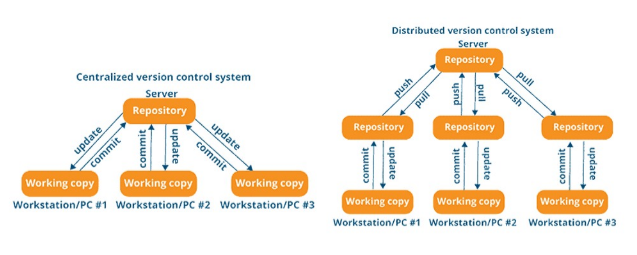 Centralized version control system
Server
Repository
update
commit
commit
update
update
commit
Working copy
Working copy
Working copy
Workstation/PC #1
Workstation/PC #2
Workstation/PC #3
Distributed version control system
Server
Repository
push
pull
push
pull
pull
push
Repository
Repository
Repository
commit
update
commit
update
commit
update
Working copy
Working copy
Working copy
Workstation/PC #1
Workstation/PC #2
Workstation/PC #3